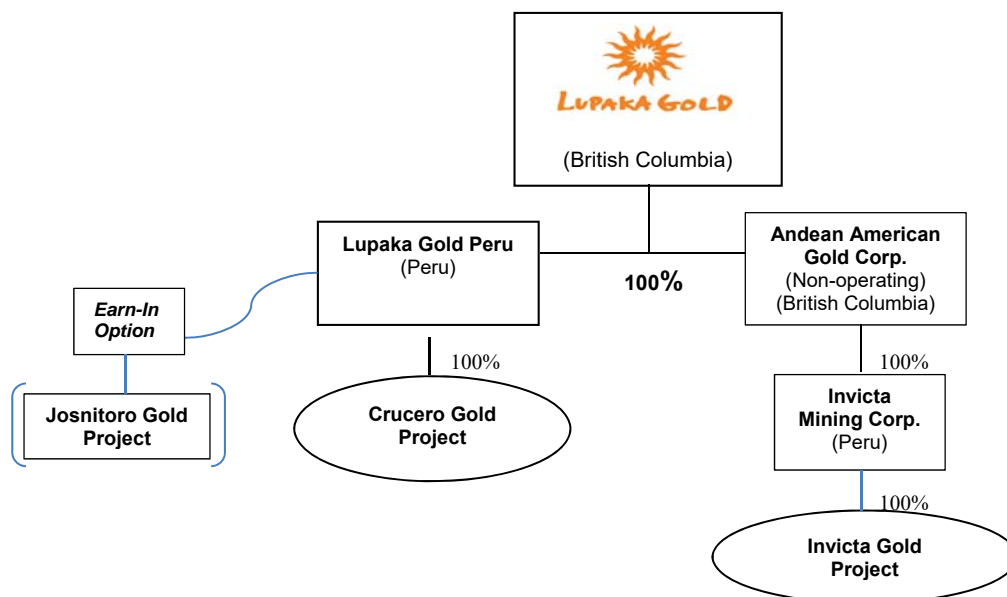 LUPAKA GOLD
(British Columbia)
Lupaka Gold Peru
(Peru)
100%
Andean American
Gold Corp.
(Non-operating)
(British Columbia)
Earn-In
Option
100%
100%
Josnitoro Gold
Project
Crucero Gold
Project
Invicta
Mining Corp.
(Peru)
100%
Invicta Gold
Project